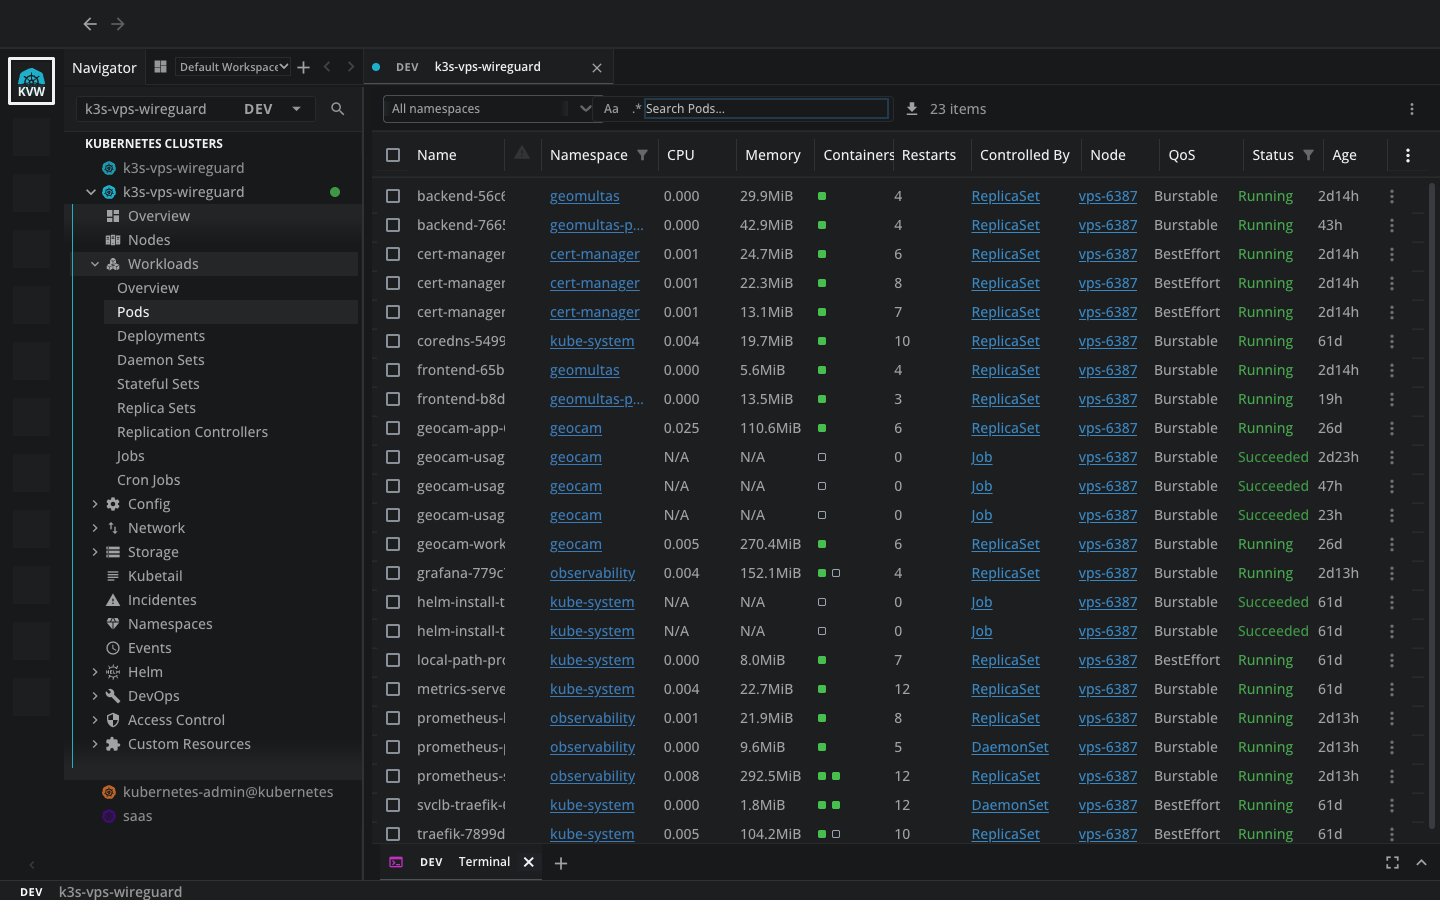 KVW
Navigator
Default Workspace
DEV k3s-vps-wireguard
k3s-vps-wireguard DEV
All namespaces
Aa .* Search Pods...
23 items
KUBERNETES CLUSTERS
k3s-vps-wireguard
k3s-vps-wireguard
Overview
Nodes
Workloads
Overview
Pods
Deployments
Daemon Sets
Stateful Sets
Replica Sets
Replication Controllers
Jobs
Cron Jobs
Config
Network
Storage
Kubetail
Incidentes
Namespaces
Events
Helm
DevOps
Access Control
Custom Resources
kubernetes-admin@kubernetes
saas
Name Namespace CPU Memory Containers Restarts Controlled By Node QoS Status Age
backend-56c6 geomultas 0.000 29.9MiB 4 ReplicaSet vps-6387 Burstable Running 2d14h
backend-7665 geomultas-p... 0.000 42.9MiB 4 ReplicaSet vps-6387 Burstable Running 43h
cert-manager cert-manager 0.001 24.7MiB 6 ReplicaSet vps-6387 BestEffort Running 2d14h
cert-manager cert-manager 0.001 22.3MiB 8 ReplicaSet vps-6387 BestEffort Running 2d14h
cert-manager cert-manager 0.001 13.1MiB 7 ReplicaSet vps-6387 BestEffort Running 2d14h
coredns-5499 kube-system 0.004 19.7MiB 10 ReplicaSet vps-6387 Burstable Running 61d
frontend-65b geomultas 0.000 5.6MiB 4 ReplicaSet vps-6387 Burstable Running 2d14h
frontend-b8d geomultas-p... 0.000 13.5MiB 3 ReplicaSet vps-6387 Burstable Running 19h
geocam-app- geocam 0.025 110.6MiB 6 ReplicaSet vps-6387 Burstable Running 26d
geocam-usag geocam N/A N/A 0 Job vps-6387 Burstable Succeeded 2d23h
geocam-usag geocam N/A N/A 0 Job vps-6387 Burstable Succeeded 47h
geocam-usag geocam N/A N/A 0 Job vps-6387 Burstable Succeeded 23h
geocam-work geocam 0.005 270.4MiB 6 ReplicaSet vps-6387 Burstable Running 26d
grafana-779c observability 0.004 152.1MiB 4 ReplicaSet vps-6387 Burstable Running 2d13h
helm-install-t kube-system N/A N/A 0 Job vps-6387 Burstable Succeeded 61d
helm-install-t kube-system N/A N/A 0 Job vps-6387 Burstable Succeeded 61d
local-path-pro kube-system 0.000 8.0MiB 7 ReplicaSet vps-6387 BestEffort Running 61d
metrics-serve kube-system 0.004 22.7MiB 12 ReplicaSet vps-6387 Burstable Running 61d
prometheus- observability 0.001 21.9MiB 8 ReplicaSet vps-6387 Burstable Running 2d13h
prometheus- observability 0.000 9.6MiB 5 DaemonSet vps-6387 Burstable Running 2d13h
prometheus- observability 0.008 292.5MiB 12 ReplicaSet vps-6387 Burstable Running 2d13h
svclb-traefik- kube-system 0.000 1.8MiB 12 DaemonSet vps-6387 BestEffort Running 61d
traefik-7899d kube-system 0.005 104.2MiB 10 ReplicaSet vps-6387 BestEffort Running 61d
DEV Terminal
DEV k3s-vps-wireguard